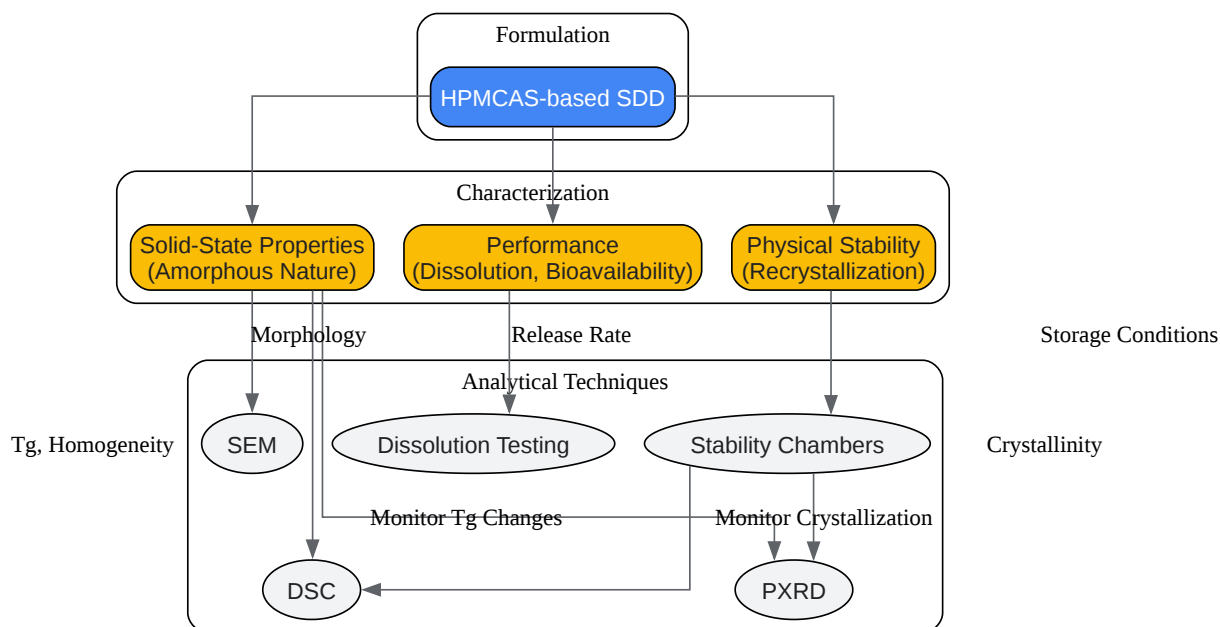 Formulation
HPMCAS-based SDD
Characterization
Solid-State Properties
(Amorphous Nature)
Performance
(Dissolution, Bioavailability)
Physical Stability
(Recrystallization)
Morphology
Release Rate
Storage Conditions
Analytical Techniques
Tg, Homogeneity
SEM
Dissolution Testing
Stability Chambers
Crystallinity
Monitor Tg Changes
Monitor Crystallization
DSC
PXRD